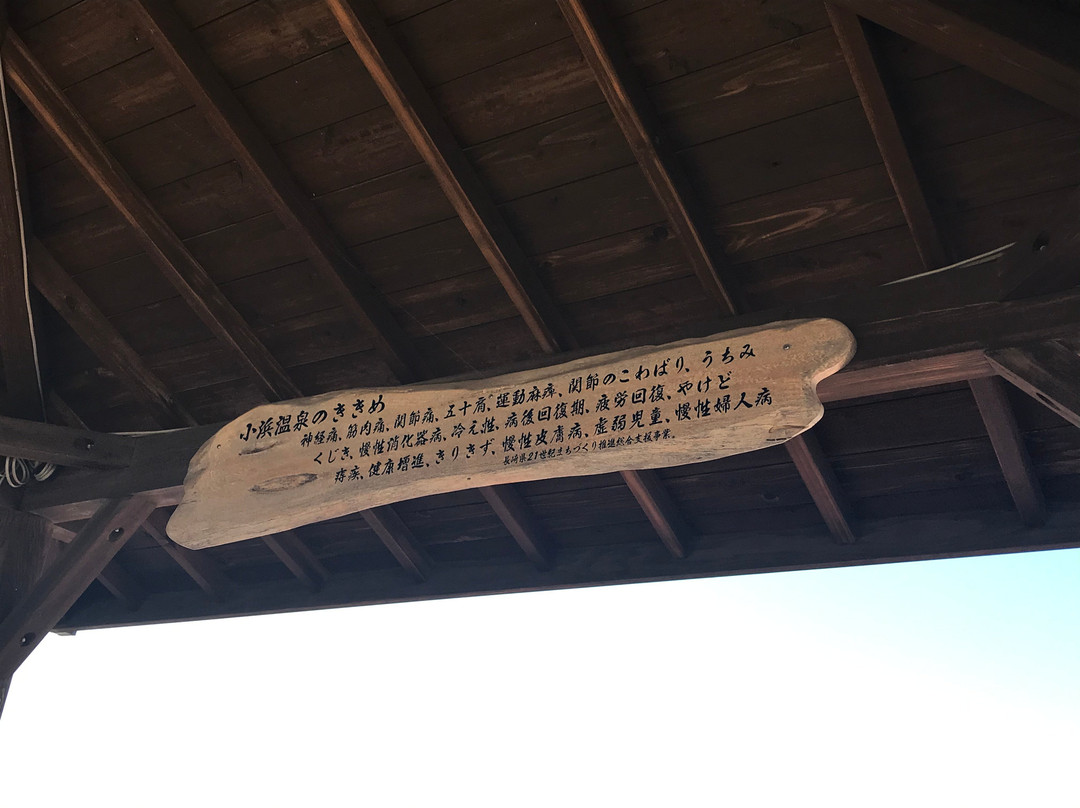 小浜温泉のききめ
神経痛、筋肉痛、関節痛、五十肩、運動麻痺、関節のこわばり、うちみ
くじき、慢性消化器病、冷え性、病後回復期、疲労回復、やけど
痔疾、健康増進、きりきず、慢性皮膚病、虚弱児童、慢性婦人病
長崎県21世紀まちづくり推進総合支援事業。